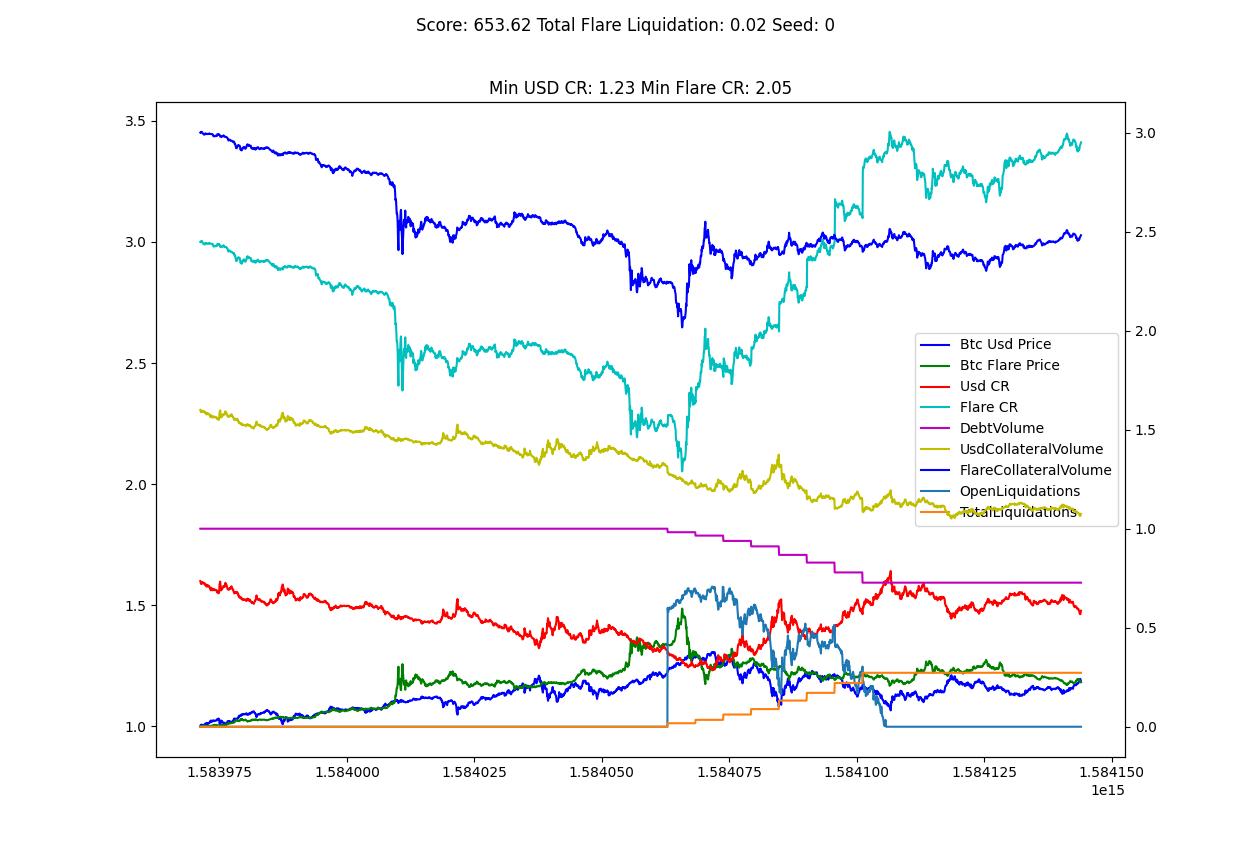 Score: 653.62 Total Flare Liquidation: 0.02 Seed: 0
Min USD CR: 1.23 Min Flare CR: 2.05
3.5
3.0
2.5
2.0
1.5
1.0
3.0
2.5
2.0
1.5
1.0
0.5
0.0
Btc Usd Price
Btc Flare Price
Usd CR
Flare CR
DebtVolume
UsdCollateralVolume
FlareCollateralVolume
OpenLiquidations
TotalLiquidations
1.583975 1.584000 1.584025 1.584050 1.584075 1.584100 1.584125 1.584150
1e15